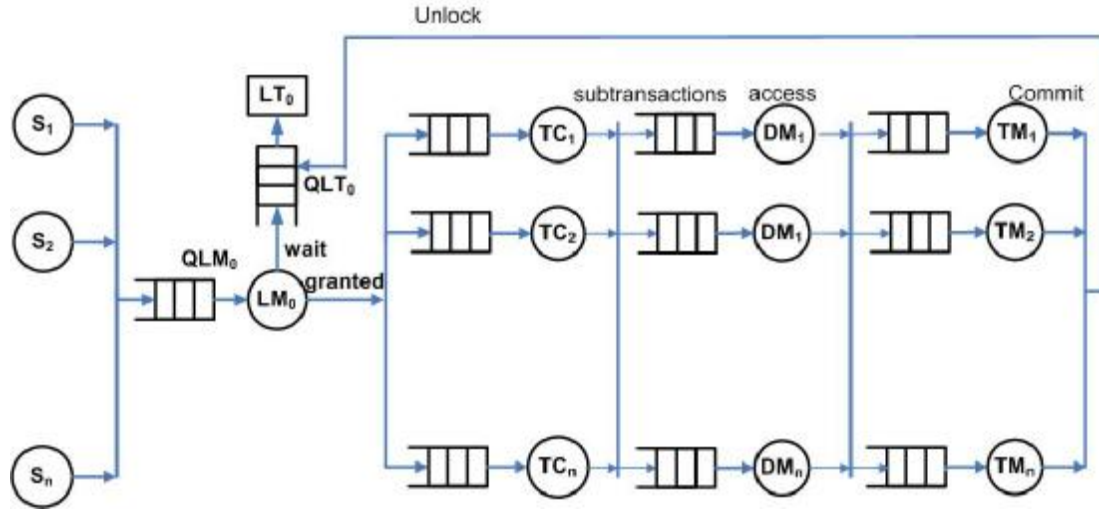 Unlock
LT0
subtransactions access Commit
S1
TC1 DM1 TM1
QLT0
S2
TC2 DM1 TM2
wait
QLM0
granted
LM0
Sn
TCn DMn TMn